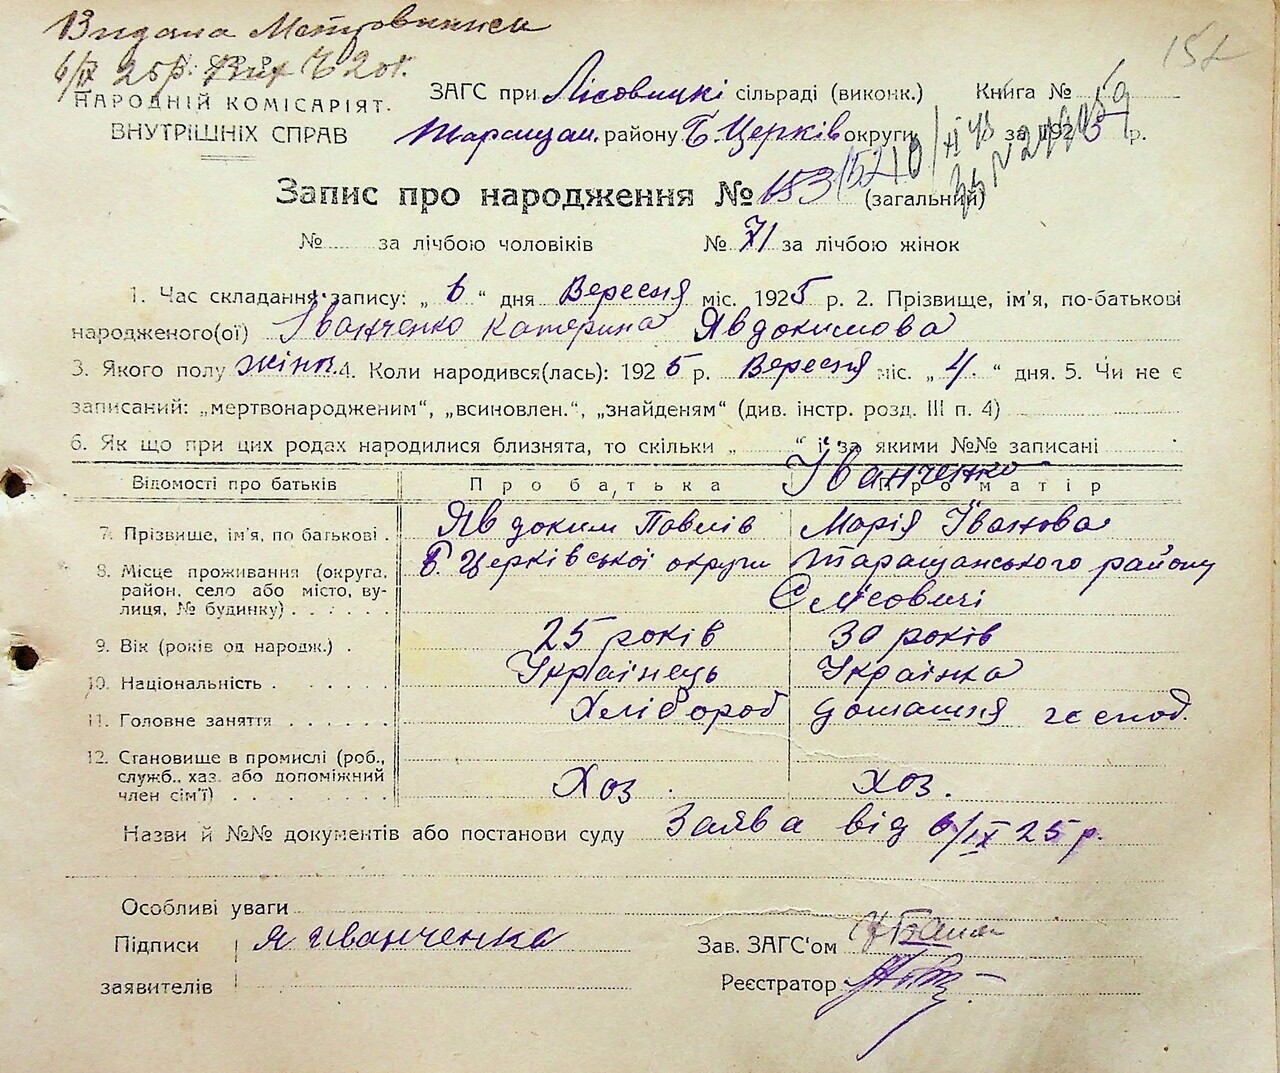 Видана Метровыписи
6/IX 25р.
157
У. С. Р. Р.
НАРОДНІЙ КОМІСАРІЯТ.
ВНУТРІШНІХ СПРАВ
ЗАГС при Лісовицкі сільраді (виконк.) Книга №
Таращан. району Б. Церків округи за 1925 р.
Запис про народження № 153 (загальний)
№ за лічбою чоловіків № 71 за лічбою жінок
1. Час складання запису: „ 6 “ дня Вересня міс. 1925 р. 2. Прізвище, ім'я, по-батькові
народженого(ої) Іванченко Катерина Явдокимова
3. Якого полу жінк. 4. Коли народився(лась): 1925 р. Вересня міс. „ 4 “ дня. 5. Чи не є
записаний: „мертвонародженим“, „всиновлен.“, „знайденям“ (див. інстр. розд. III п. 4)
6. Як що при цих родах народилися близнята, то скільки „ “ і за якими №№ записані
Іванченко
Відомості про батьків Про батька Про матір
7. Прізвище, ім'я, по батькові Явдоким Павлів Марія Іванова
8. Місце проживання (округа, Б. Церківської округи Таращанського району
район, село або місто, ву-
лиця, № будинку) С Лісовичі
9. Вік (років од народж.) 25 років 30 років
10. Національність Українець Українка
11. Головне заняття Хлібороб домашня господ.
12. Становище в промислі (роб.,
служб., хаз. або допоміжний
член сім'ї) Хоз Хоз.
Назви й №№ документів або постанови суду Заява від 6/IX 25 р.
Особливі уваги
Підписи Я Иванченко
заявителів
Зав. ЗАГС'ом
Реєстратор